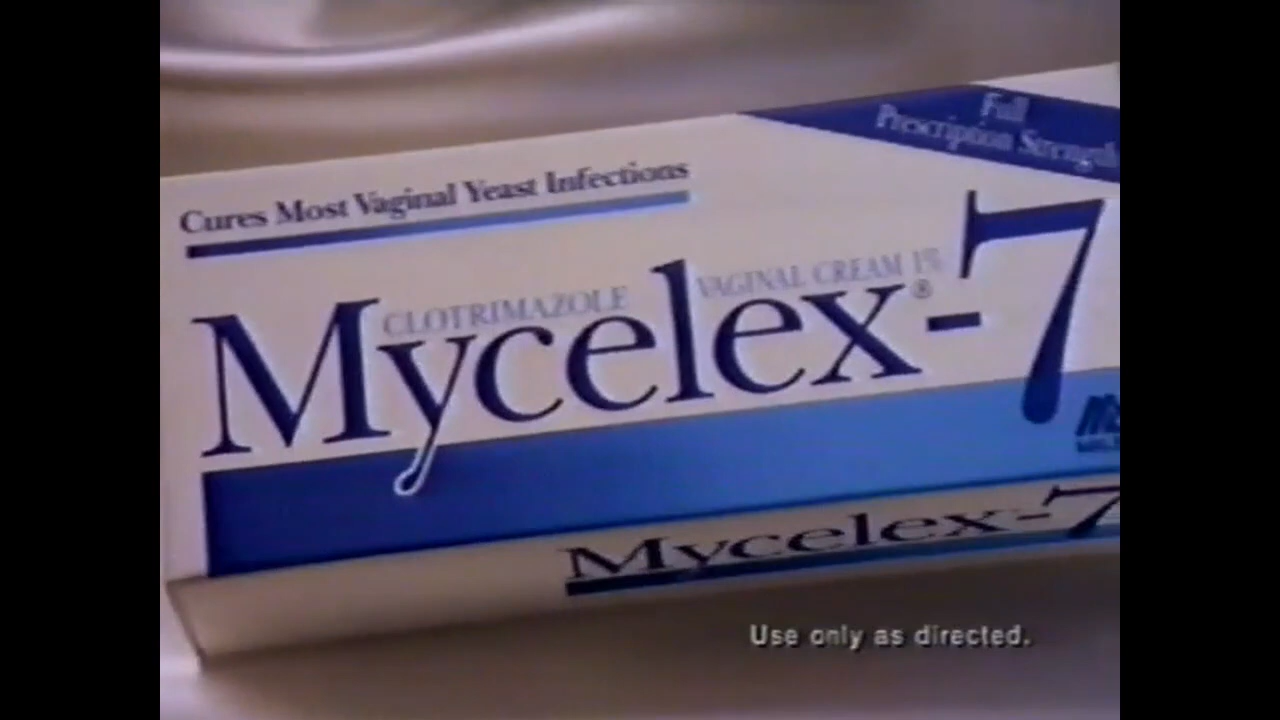 Full
Prescription Strength
Cures Most Vaginal Yeast Infections
CLOTRIMAZOLE VAGINAL CREAM 1%
Mycelex®-7
Mycelex-7
Use only as directed.